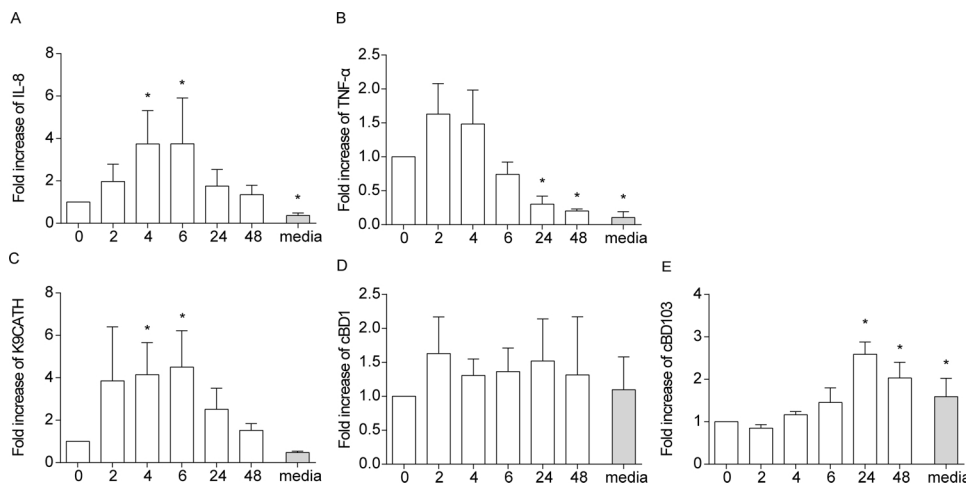 A
Fold increase of IL-8
8
6
4
2
0
*
*
*
0 2 4 6 24 48 media
B
Fold increase of TNF-α
2.5
2.0
1.5
1.0
0.5
0.0
*
*
*
0 2 4 6 24 48 media
C
Fold increase of K9CATH
8
6
4
2
0
*
*
0 2 4 6 24 48 media
D
Fold increase of cBD1
2.5
2.0
1.5
1.0
0.5
0.0
0 2 4 6 24 48 media
E
Fold increase of cBD103
4
3
2
1
0
*
*
*
0 2 4 6 24 48 media